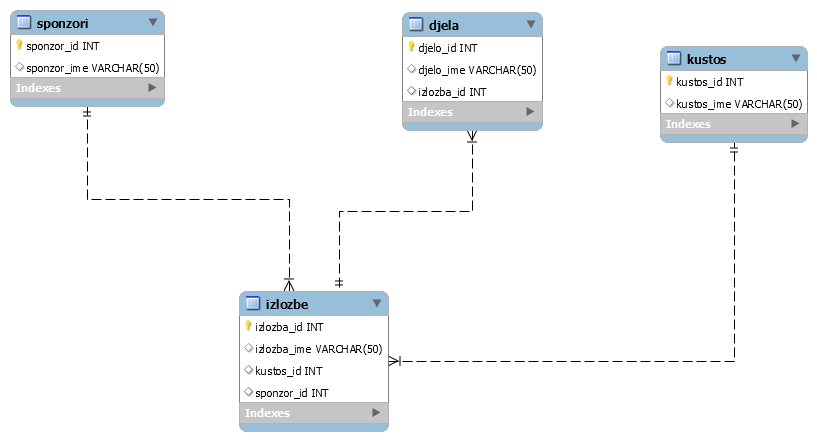 sponzori
sponzor_id INT
sponzor_ime VARCHAR(50)
Indexes
djela
djelo_id INT
djelo_ime VARCHAR(50)
izlozba_id INT
Indexes
kustos
kustos_id INT
kustos_ime VARCHAR(50)
Indexes
izlozbe
izlozba_id INT
izlozba_ime VARCHAR(50)
kustos_id INT
sponzor_id INT
Indexes